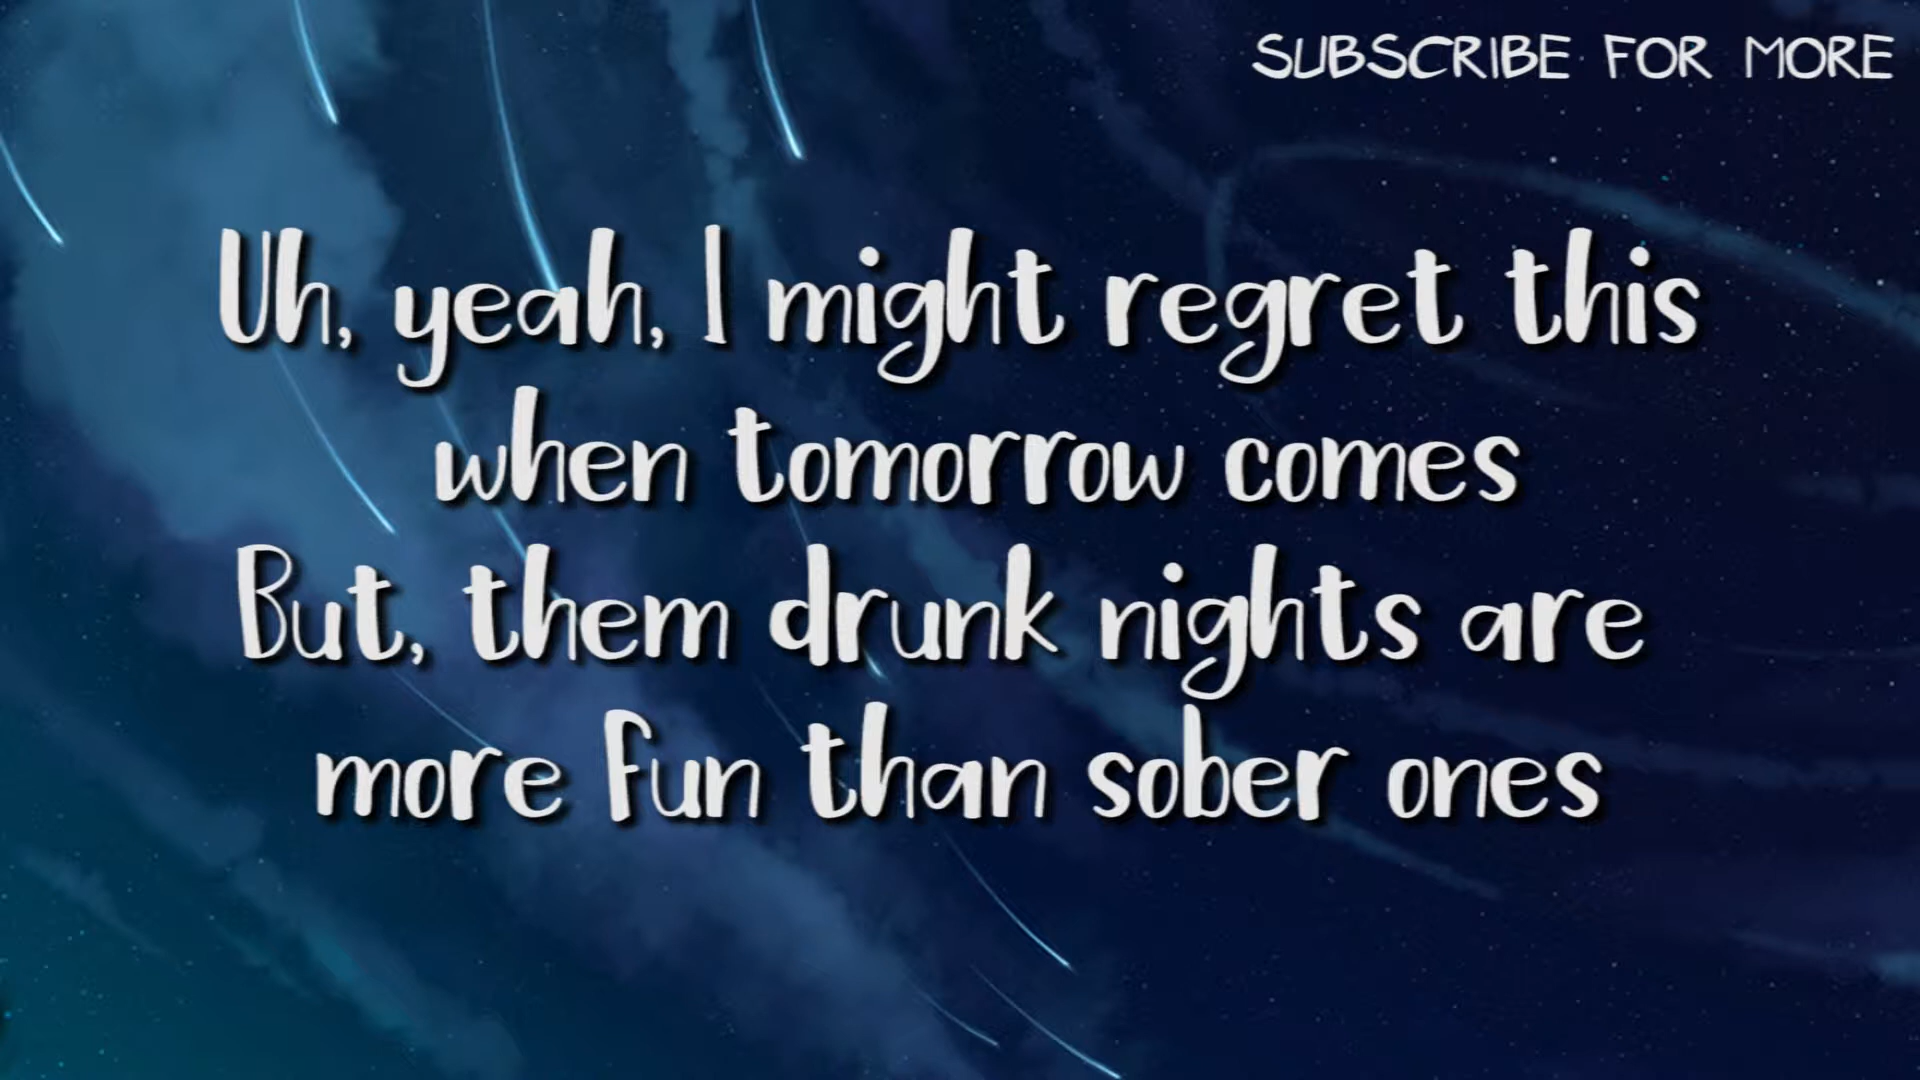 SUBSCRIBE FOR MORE
Uh, yeah, I might regret this
when tomorrow comes
But, them drunk nights are
more fun than sober ones